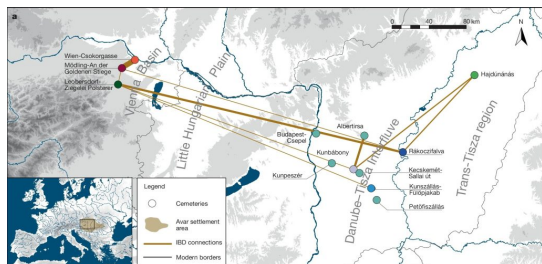 a
0 20 40 80 km
N
Wien-Csokorgasse
Mödling-An der
Goldenen Stiege
Leobersdorf-
Ziegelei Polsterer
Vienna Basin
Little Hungarian Plain
Hajdúnánás
Budapest-
Csepel
Albertirsa
Kunbábony
Rákóczifalva
Kunpeszér
Kecskemét-
Sallai út
Kunszállás-
Fülöpjakab
Petőfiszállás
Danube–Tisza Interfluve
Trans-Tisza region
Legend
Cemeteries
Avar settlement
area
IBD connections
Modern borders